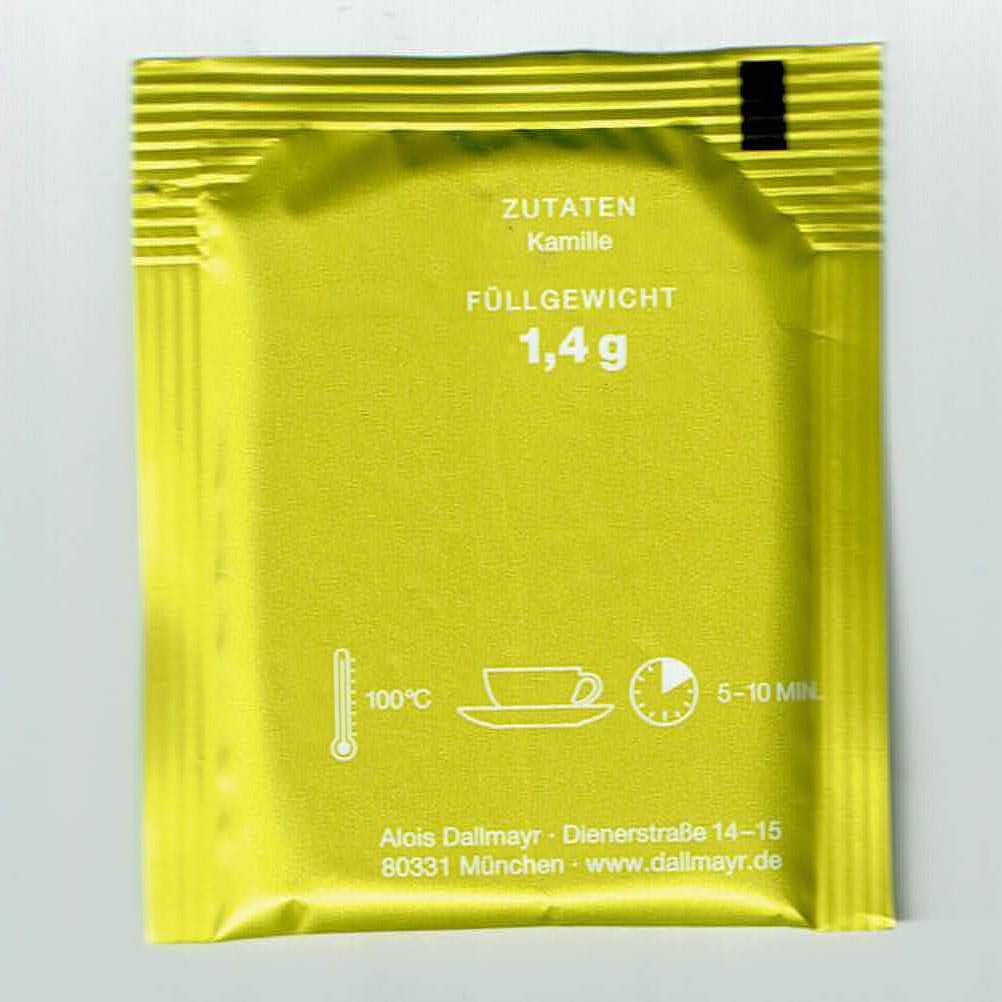 ZUTATEN
Kamille
FÜLLGEWICHT
1,4 g
100°C
5–10 MIN.
Alois Dallmayr · Dienerstraße 14–15
80331 München · www.dallmayr.de